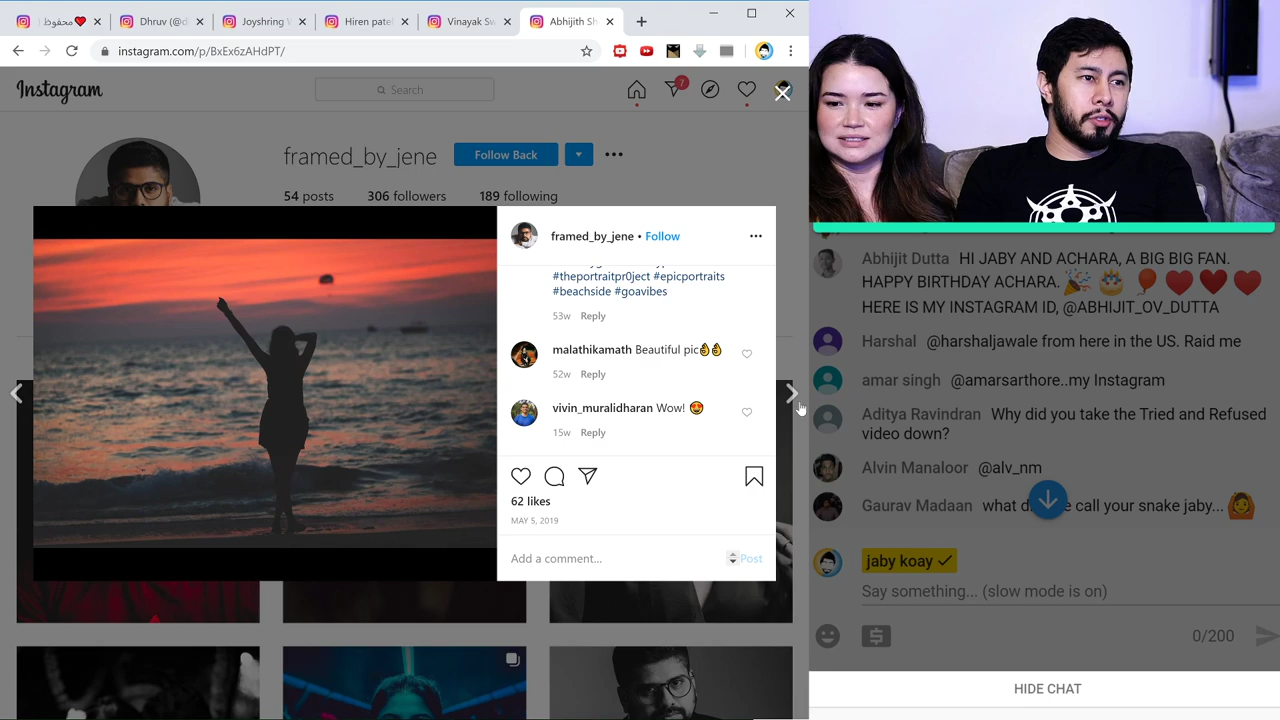 محفوظ❤️
Dhruv (@d
Joyshring
Hiren pate
Vinayak Sw
Abhijith Sh
instagram.com/p/BxEx6zAHdPT/
Instagram
Search
7
framed_by_jene
Follow Back
54 posts 306 followers 189 following
framed_by_jene • Follow
#theportraitpr0ject #epicportraits
#beachside #goavibes
53w Reply
malathikamath Beautiful pic👌👌
52w Reply
vivin_muralidharan Wow! 😍
15w Reply
62 likes
MAY 5, 2019
Add a comment...
Post
Abhijit Dutta HI JABY AND ACHARA, A BIG BIG FAN.
HAPPY BIRTHDAY ACHARA. 🎉 🎂 🎈 ♥️ ♥️ ♥️
HERE IS MY INSTAGRAM ID, @ABHIJIT_OV_DUTTA
Harshal @harshaljawale from here in the US. Raid me
amar singh @amarsarthore..my Instagram
Aditya Ravindran Why did you take the Tried and Refused
video down?
Alvin Manaloor @alv_nm
Gaurav Madaan what d e call your snake jaby... 🙆
jaby koay ✓
Say something... (slow mode is on)
0/200
HIDE CHAT